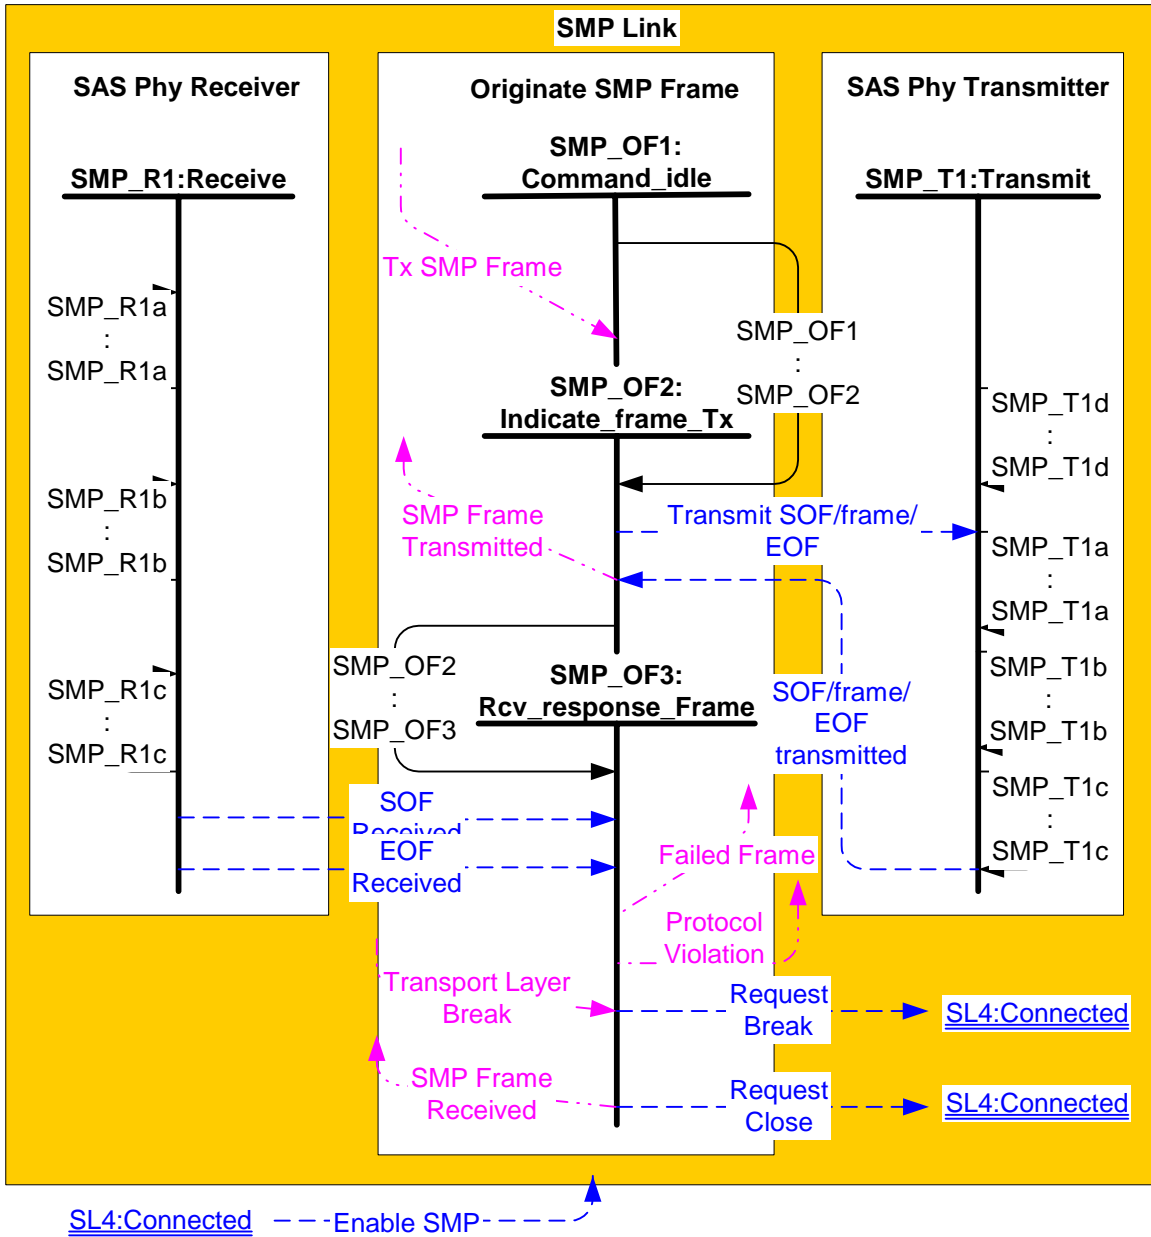 SMP Link
SAS Phy Receiver
SMP_R1:Receive
SMP_R1a
:
SMP_R1a
SMP_R1b
:
SMP_R1b
SMP_R1c
:
SMP_R1c
Originate SMP Frame
SMP_OF1:
Command_idle
Tx SMP Frame
SMP_OF1
:
SMP_OF2
SMP_OF2:
Indicate_frame_Tx
SMP Frame
Transmitted
Transmit SOF/frame/
EOF
SMP_OF2
:
SMP_OF3
SMP_OF3:
Rcv_response_Frame
SOF/frame/
EOF
transmitted
SOF
Received
EOF
Received
Failed Frame
Protocol
Violation
Transport Layer
Break
Request
Break
SL4:Connected
SMP Frame
Received
Request
Close
SL4:Connected
SAS Phy Transmitter
SMP_T1:Transmit
SMP_T1d
:
SMP_T1d
SMP_T1a
:
SMP_T1a
SMP_T1b
:
SMP_T1b
SMP_T1c
:
SMP_T1c
SL4:Connected
Enable SMP